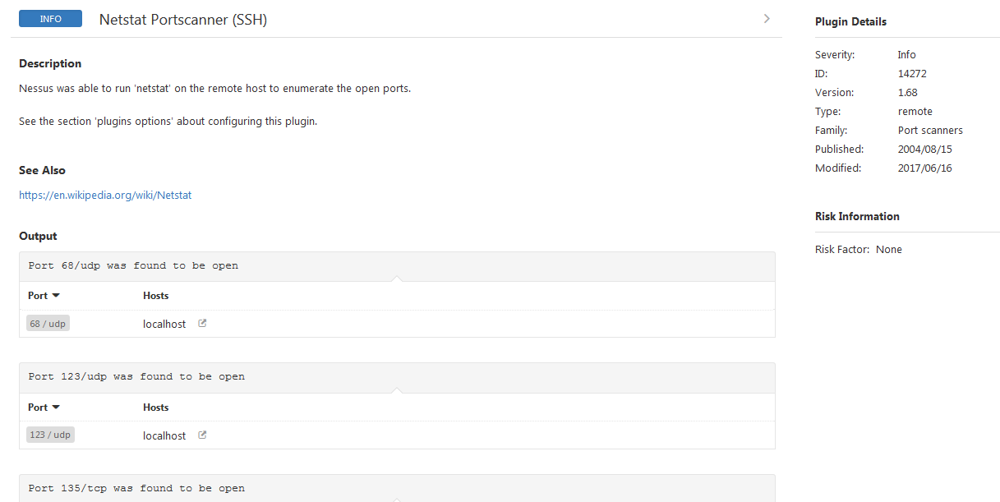 INFO
Netstat Portscanner (SSH)
Description
Nessus was able to run 'netstat' on the remote host to enumerate the open ports.
See the section 'plugins options' about configuring this plugin.
See Also
https://en.wikipedia.org/wiki/Netstat
Output
Port 68/udp was found to be open
Port Hosts
68 / udp localhost
Port 123/udp was found to be open
Port Hosts
123 / udp localhost
Port 135/tcp was found to be open
Plugin Details
Severity: Info
ID: 14272
Version: 1.68
Type: remote
Family: Port scanners
Published: 2004/08/15
Modified: 2017/06/16
Risk Information
Risk Factor: None